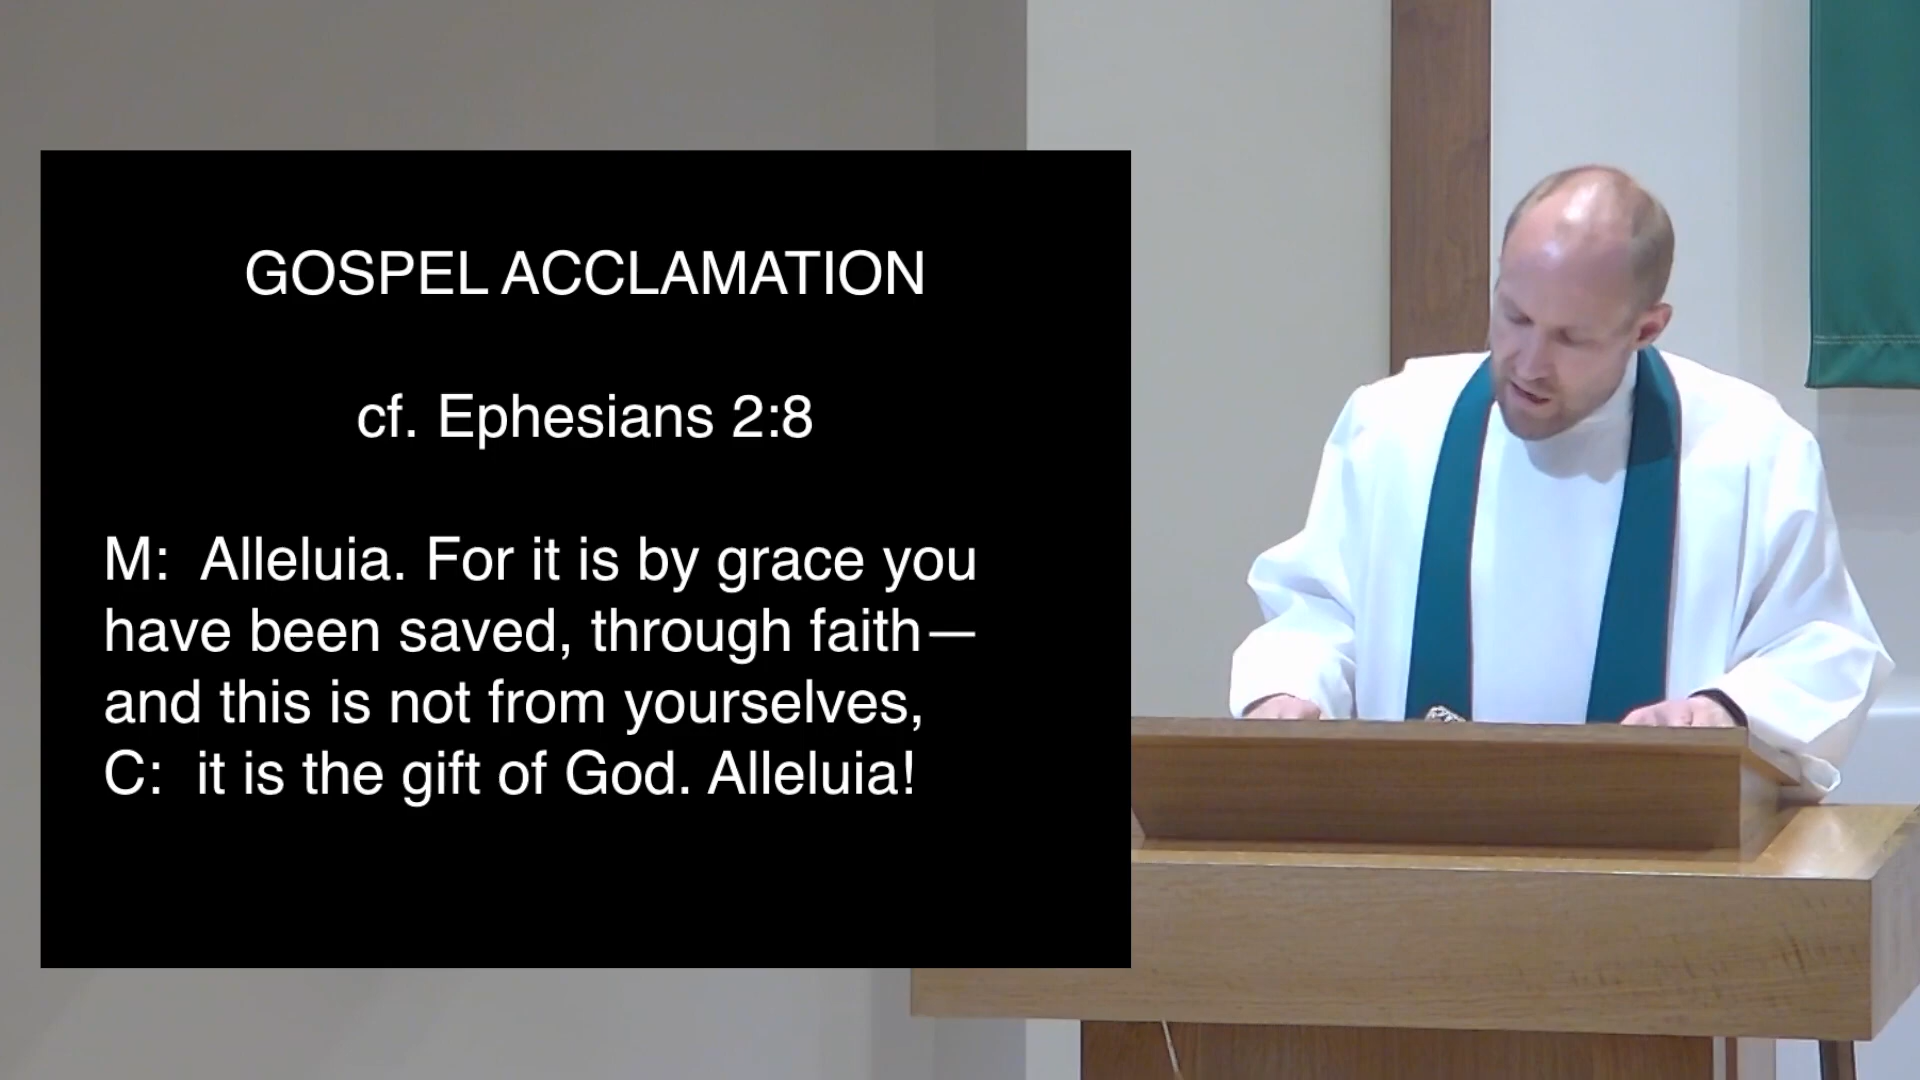 GOSPEL ACCLAMATION
cf. Ephesians 2:8
M: Alleluia. For it is by grace you
have been saved, through faith—
and this is not from yourselves,
C: it is the gift of God. Alleluia!